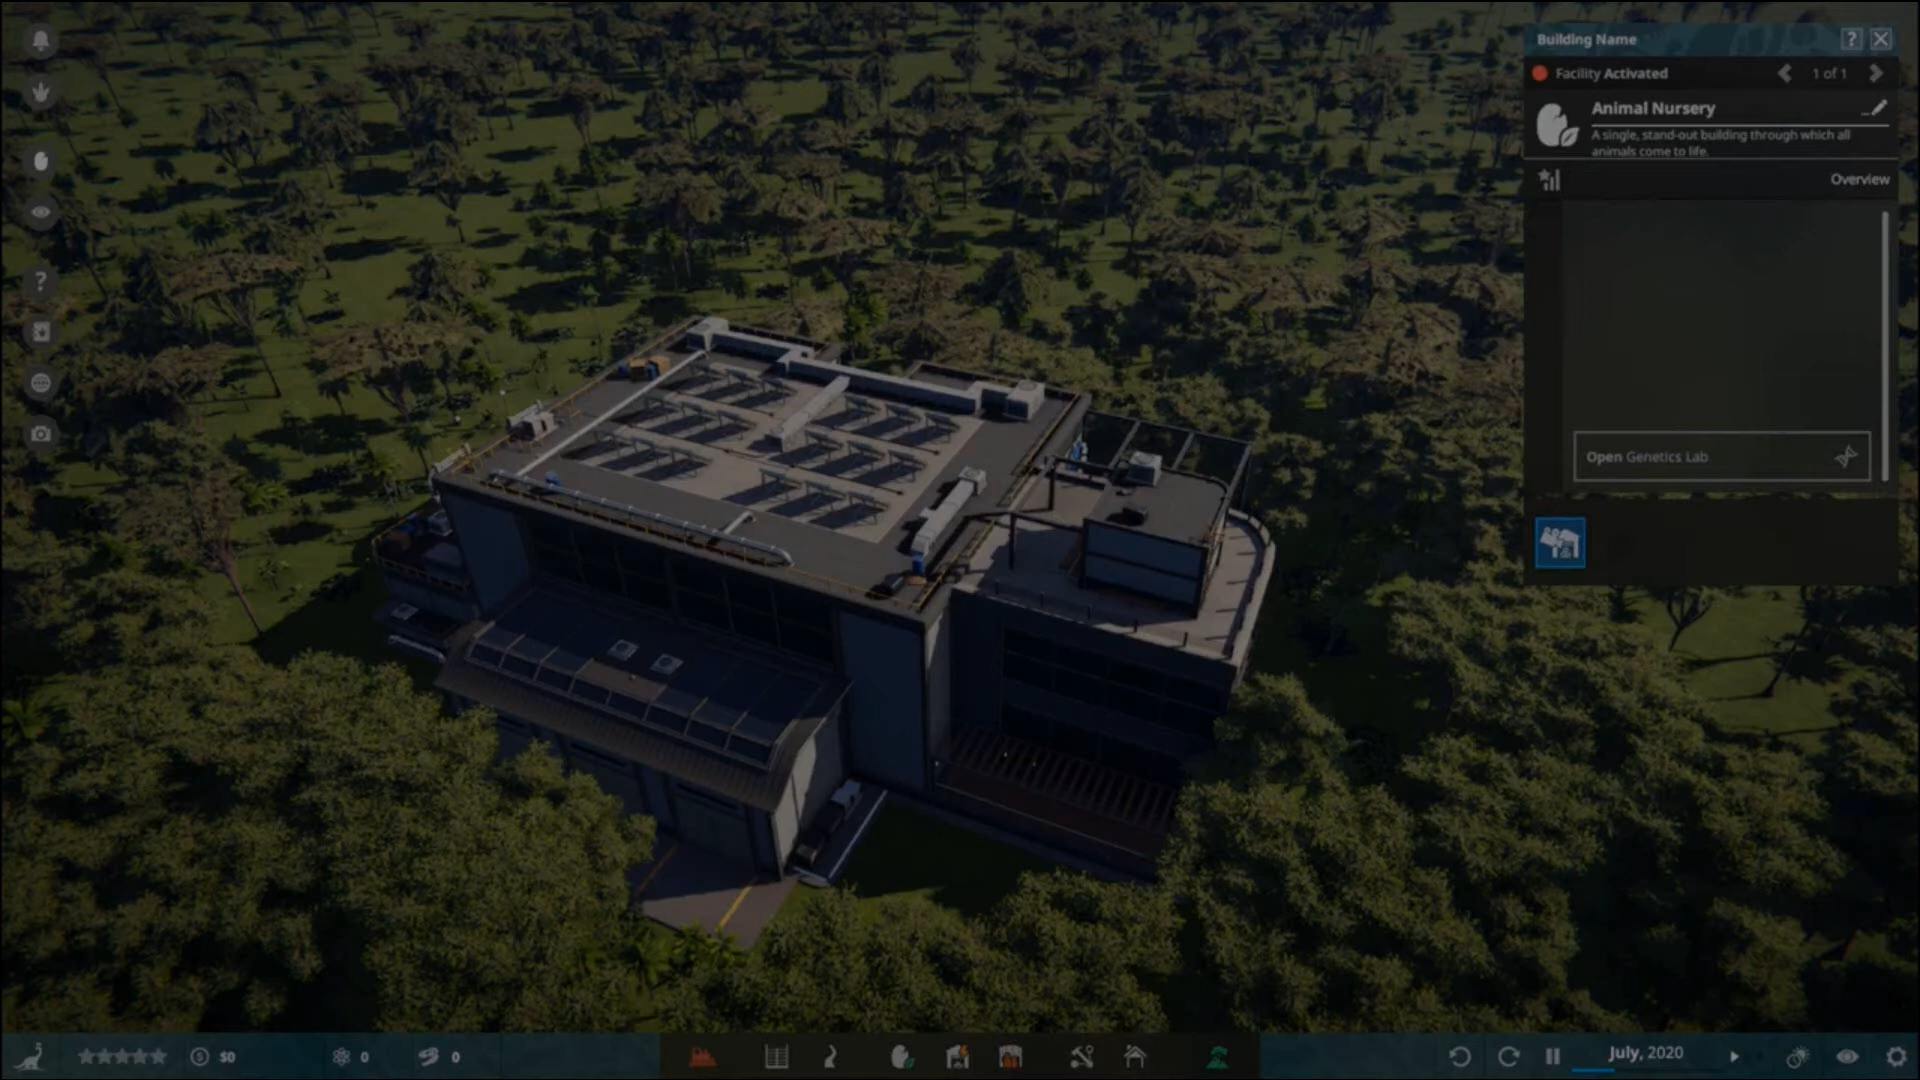 Building Name
?
Facility Activated
1 of 1
Animal Nursery
A single, stand-out building through which all
animals come to life.
Overview
Open Genetics Lab
?
$0
0
0
July, 2020